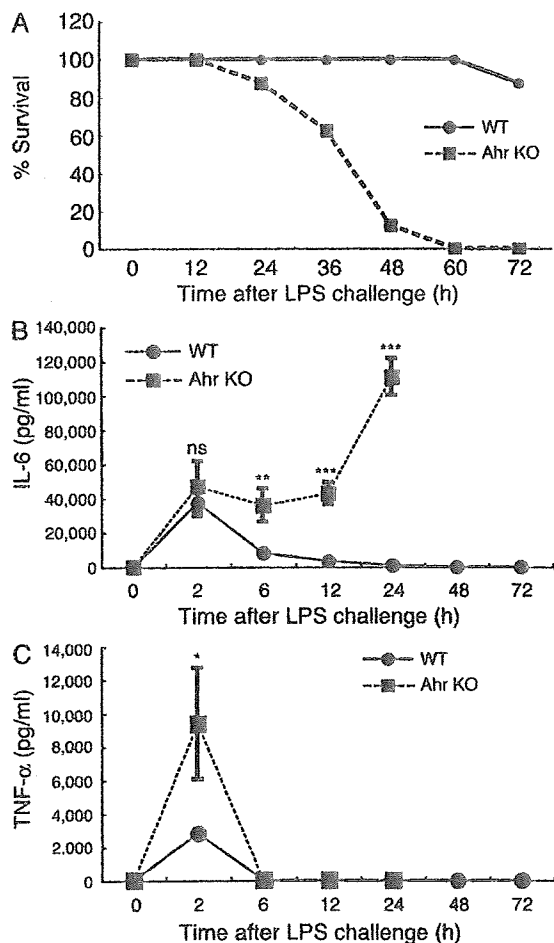 A
% Survival
120
100
80
60
40
20
0
WT
Ahr KO
0 12 24 36 48 60 72
Time after LPS challenge (h)
B
IL-6 (pg/ml)
140,000
120,000
100,000
80,000
60,000
40,000
20,000
0
WT
Ahr KO
ns
**
***
***
0 2 6 12 24 48 72
Time after LPS challenge (h)
C
TNF-α (pg/ml)
14,000
12,000
10,000
8,000
6,000
4,000
2,000
0
WT
Ahr KO
*
0 2 6 12 24 48 72
Time after LPS challenge (h)